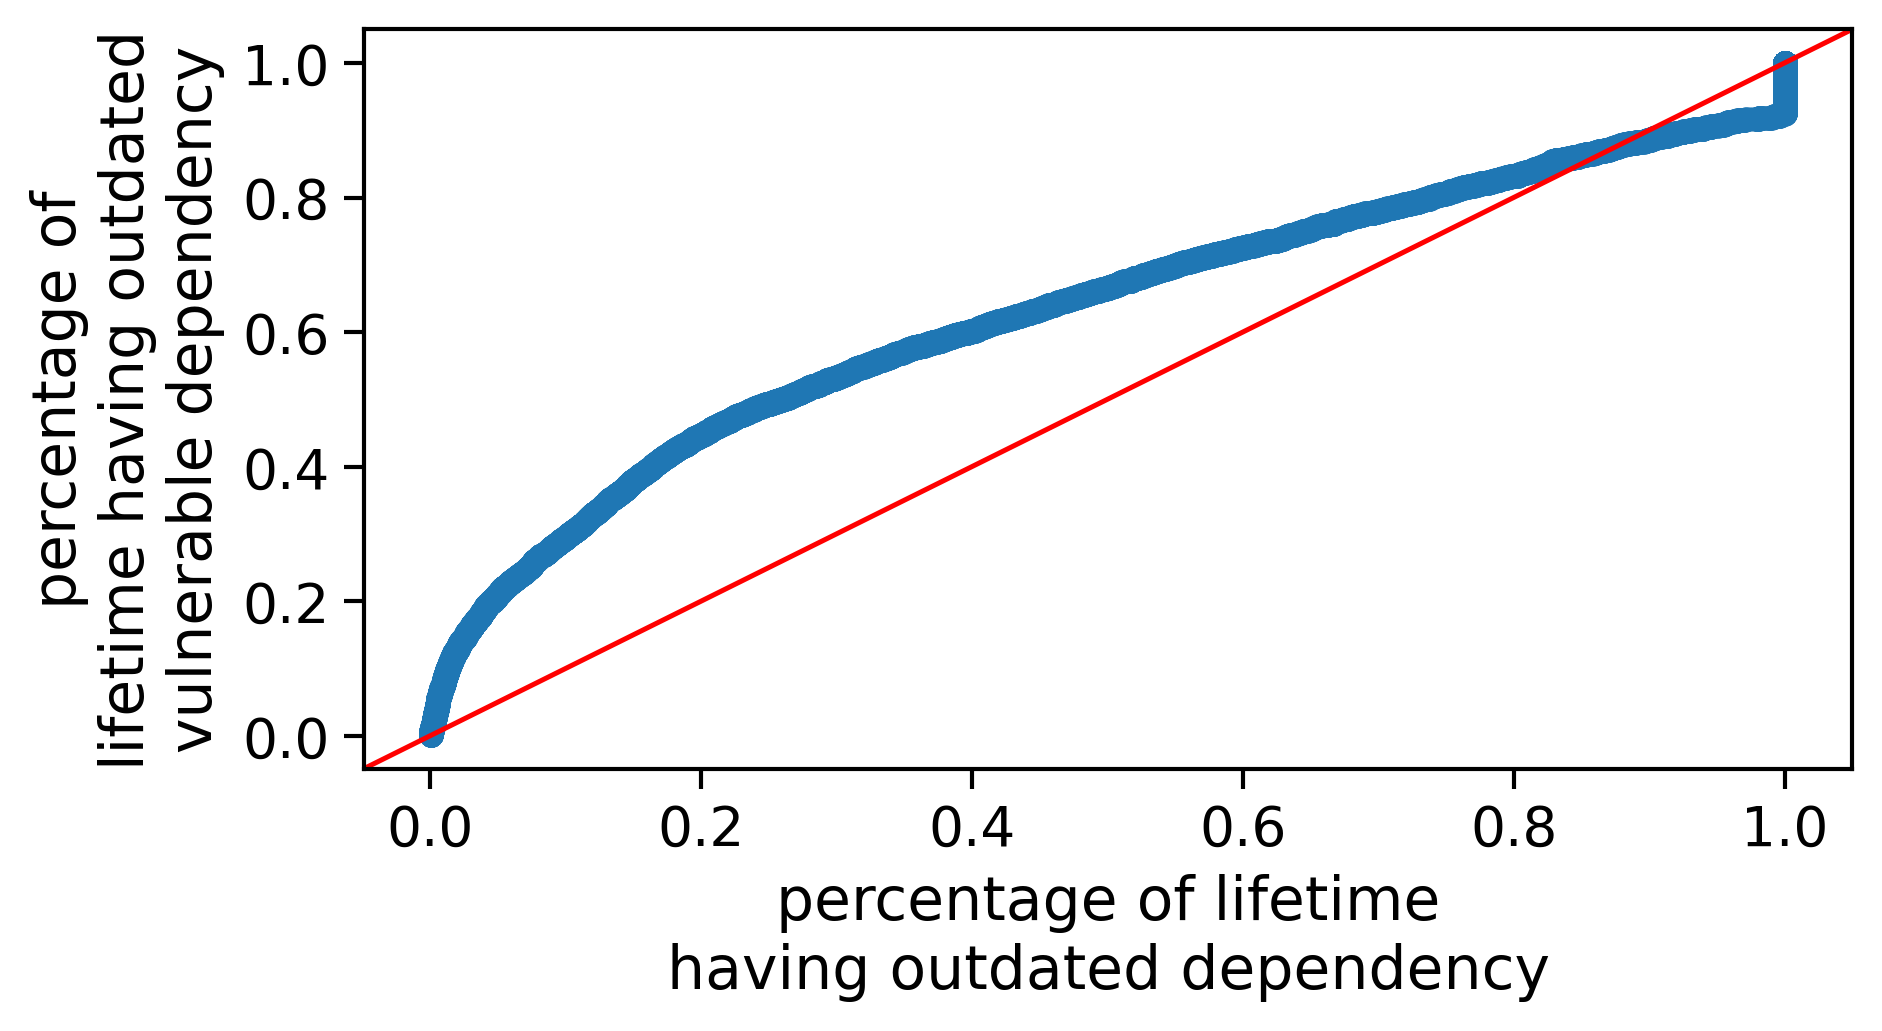 percentage of
lifetime having outdated
vulnerable dependency
1.0
0.8
0.6
0.4
0.2
0.0
0.0 0.2 0.4 0.6 0.8 1.0
percentage of lifetime
having outdated dependency